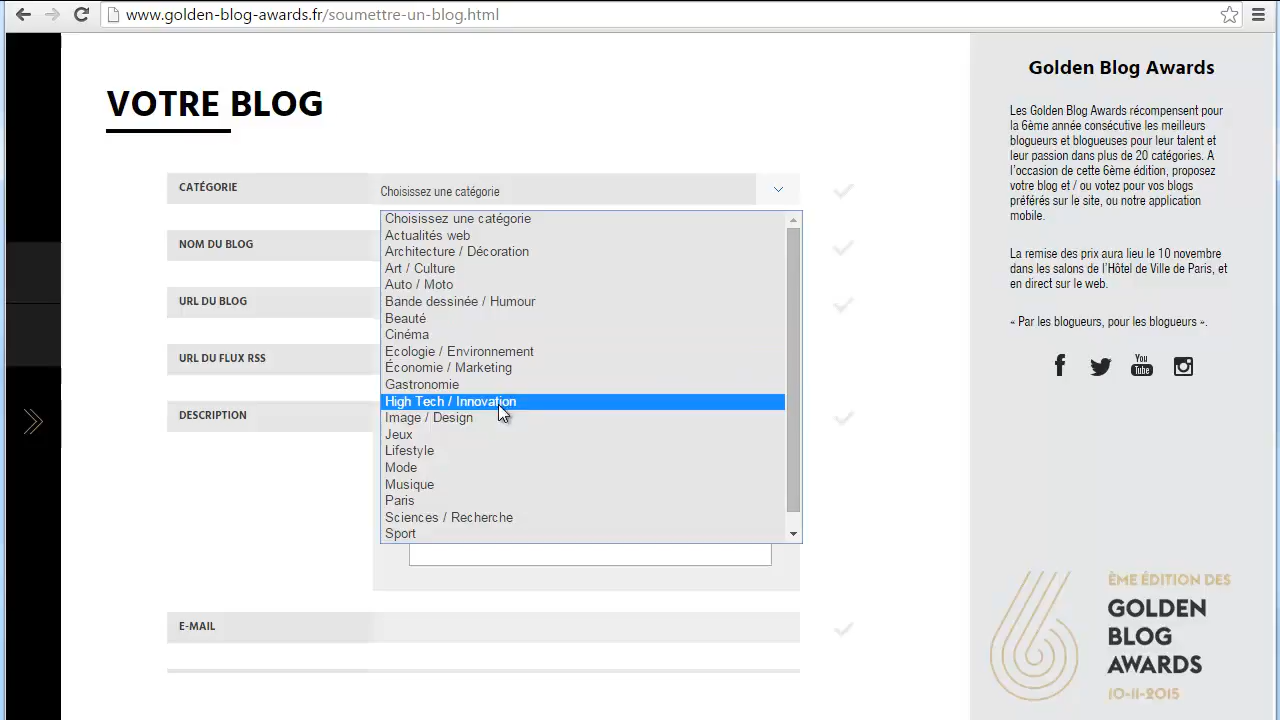 www.golden-blog-awards.fr/soumettre-un-blog.html
VOTRE BLOG
CATÉGORIE
Choisissez une catégorie
Choisissez une catégorie
Actualités web
Architecture / Décoration
Art / Culture
Auto / Moto
Bande dessinée / Humour
Beauté
Cinéma
Ecologie / Environnement
Économie / Marketing
Gastronomie
High Tech / Innovation
Image / Design
Jeux
Lifestyle
Mode
Musique
Paris
Sciences / Recherche
Sport
NOM DU BLOG
URL DU BLOG
URL DU FLUX RSS
DESCRIPTION
E-MAIL
Golden Blog Awards
Les Golden Blog Awards récompensent pour
la 6ème année consécutive les meilleurs
blogueurs et blogueuses pour leur talent et
leur passion dans plus de 20 catégories. A
l'occasion de cette 6ème édition, proposez
votre blog et / ou votez pour vos blogs
préférés sur le site, ou notre application
mobile.
La remise des prix aura lieu le 10 novembre
dans les salons de l'Hôtel de Ville de Paris, et
en direct sur le web.
« Par les blogueurs, pour les blogueurs ».
You
Tube
ÈME ÉDITION DES
GOLDEN
BLOG
AWARDS
10-11-2015